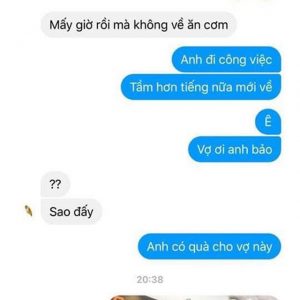 Mấy giờ rồi mà không về ăn cơm
Anh đi công việc
Tầm hơn tiếng nữa mới về
Ê
Vợ ơi anh bảo
??
Sao đấy
Anh có quà cho vợ này
20:38